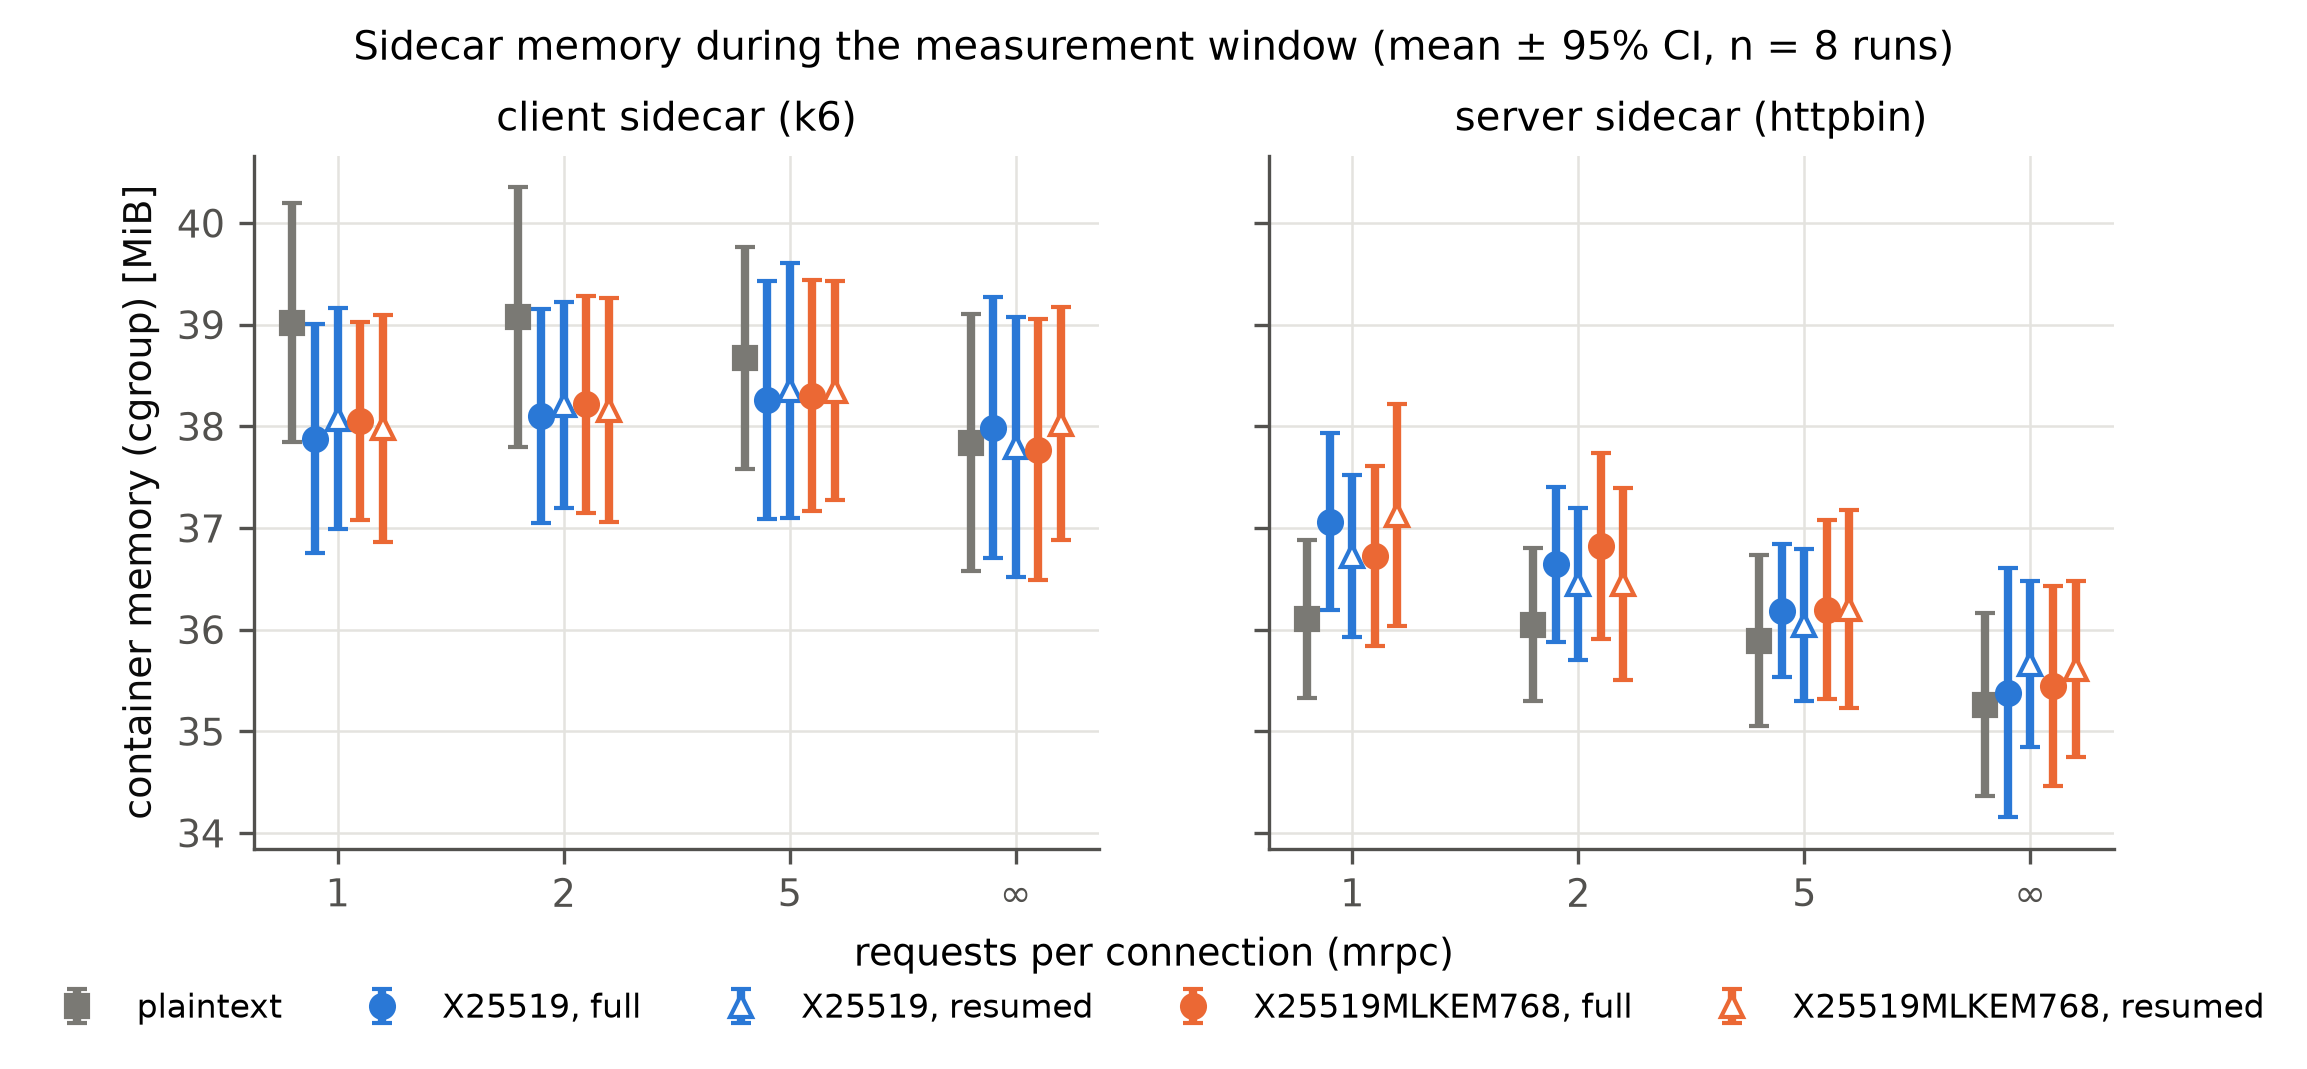 Sidecar memory during the measurement window (mean ± 95% CI, n = 8 runs)
client sidecar (k6)
server sidecar (httpbin)
container memory (cgroup) [MiB]
40
39
38
37
36
35
34
1 2 5 ∞
1 2 5 ∞
requests per connection (mrpc)
plaintext X25519, full X25519, resumed X25519MLKEM768, full X25519MLKEM768, resumed